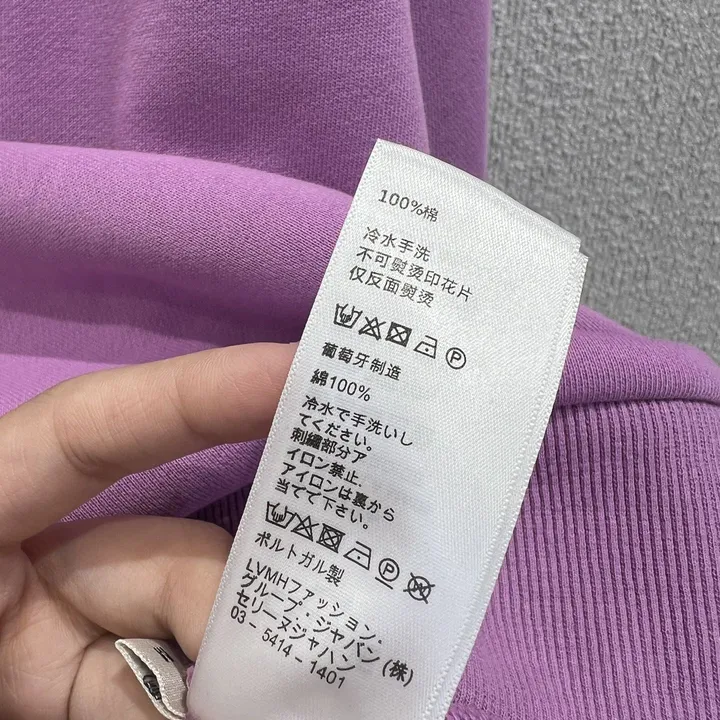 100%棉
冷水手洗
不可熨烫印花片
仅反面熨烫
葡萄牙制造
綿100%
冷水で手洗いし
てください。
刺繍部分ア
イロン禁止.
アイロンは裏から
当てて下さい。
ポルトガル製
LVMHファッション.
グループ・ジャパン(株)
セリーヌジャハン
03 - 5414 - 1401